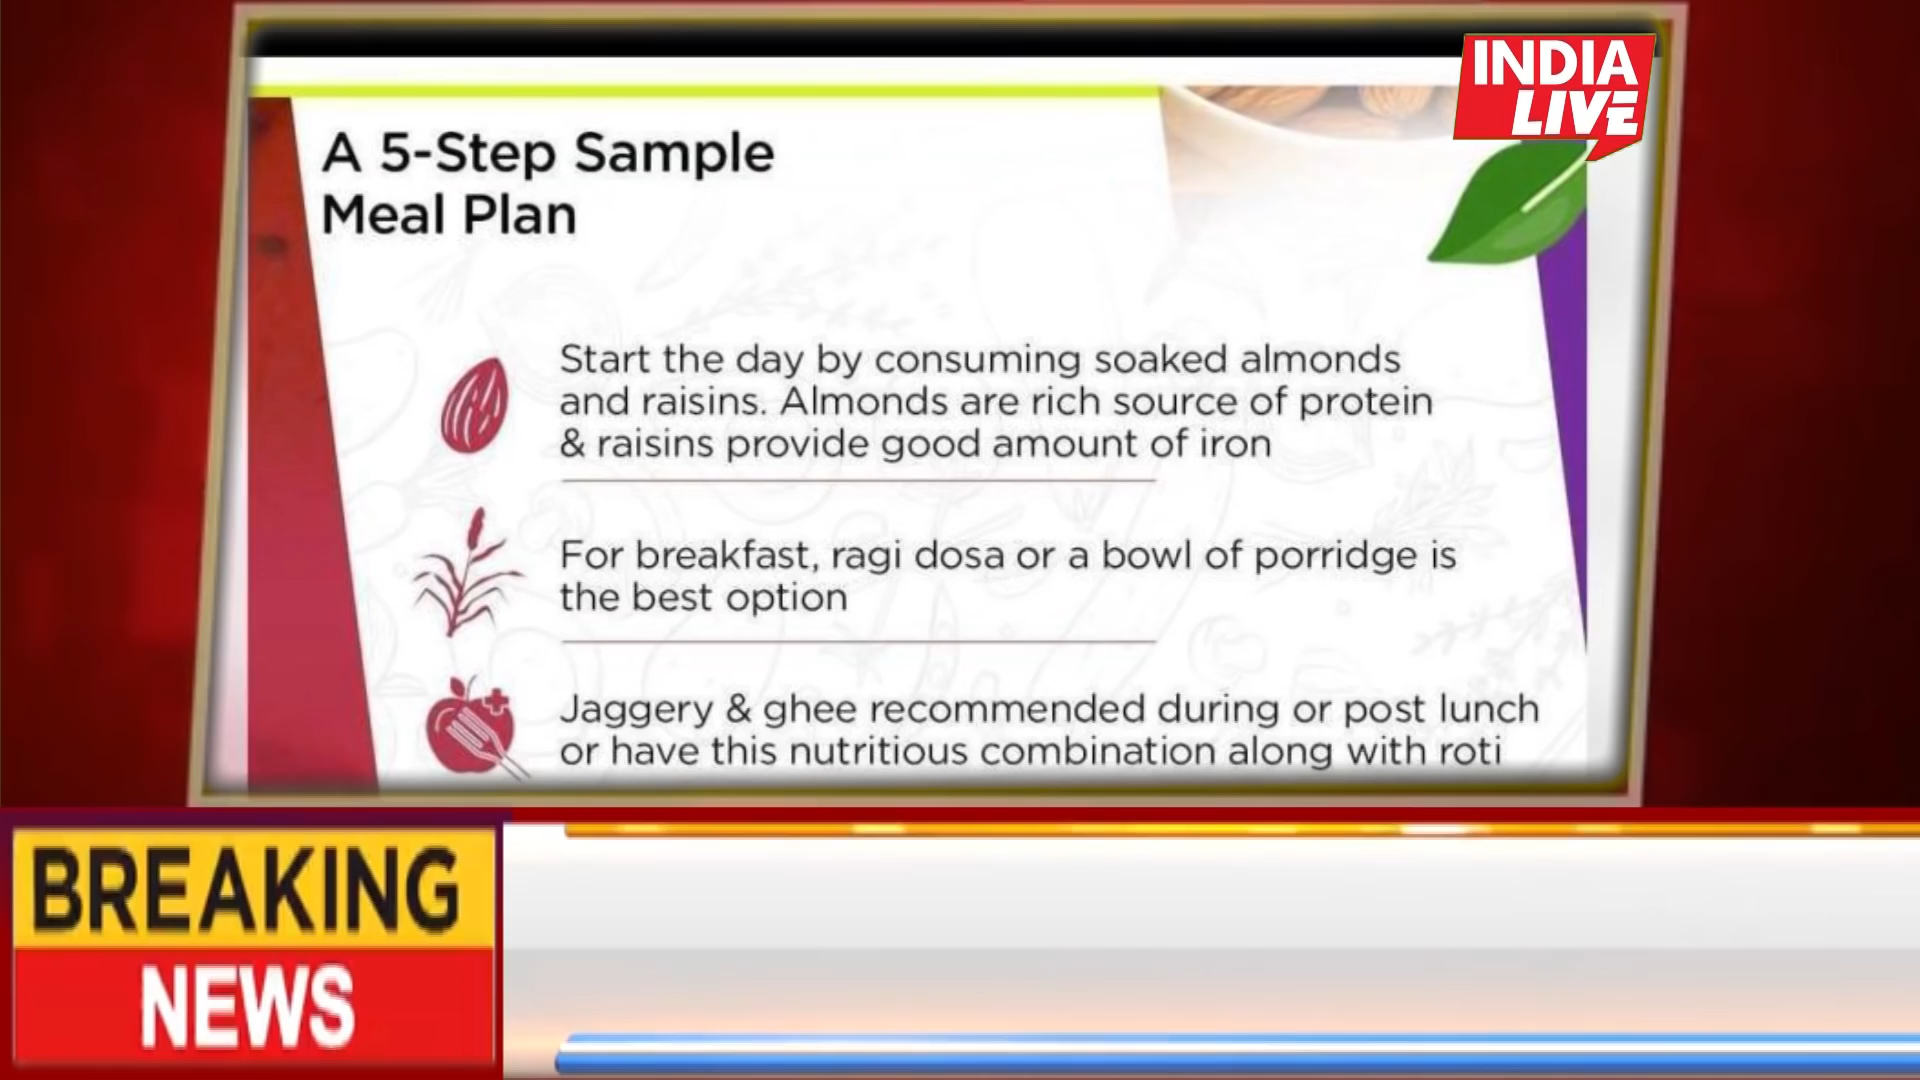 INDIA
LIVE
A 5-Step Sample
Meal Plan
Start the day by consuming soaked almonds
and raisins. Almonds are rich source of protein
& raisins provide good amount of iron
For breakfast, ragi dosa or a bowl of porridge is
the best option
Jaggery & ghee recommended during or post lunch
or have this nutritious combination along with roti
BREAKING
NEWS